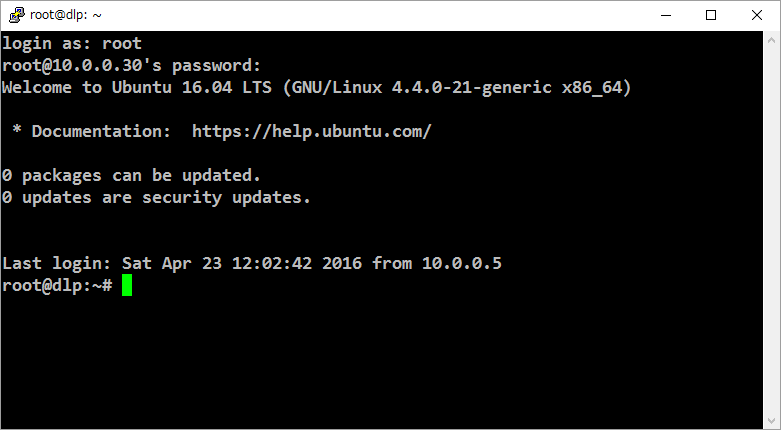 root@dlp: ~
login as: root
root@10.0.0.30's password:
Welcome to Ubuntu 16.04 LTS (GNU/Linux 4.4.0-21-generic x86_64)
 * Documentation:  https://help.ubuntu.com/
0 packages can be updated.
0 updates are security updates.
Last login: Sat Apr 23 12:02:42 2016 from 10.0.0.5
root@dlp:~#